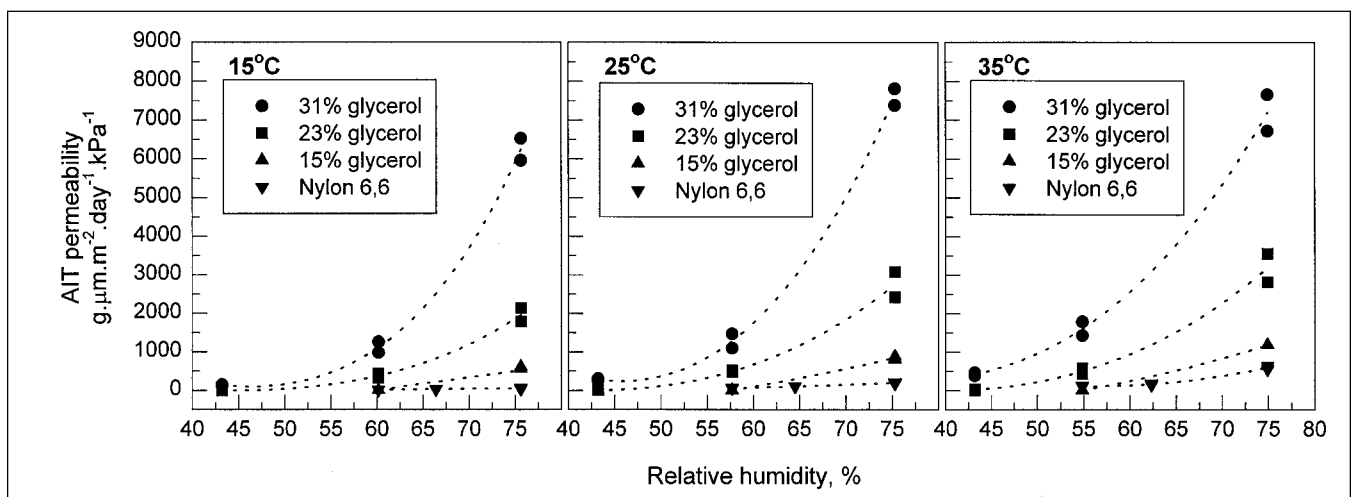 AIT permeability
g.μm.m⁻².day⁻¹.kPa⁻¹
9000
8000
7000
6000
5000
4000
3000
2000
1000
0
15°C
31% glycerol
23% glycerol
15% glycerol
Nylon 6,6
40 45 50 55 60 65 70 75
25°C
31% glycerol
23% glycerol
15% glycerol
Nylon 6,6
40 45 50 55 60 65 70 75
35°C
31% glycerol
23% glycerol
15% glycerol
Nylon 6,6
40 45 50 55 60 65 70 75 80
Relative humidity, %